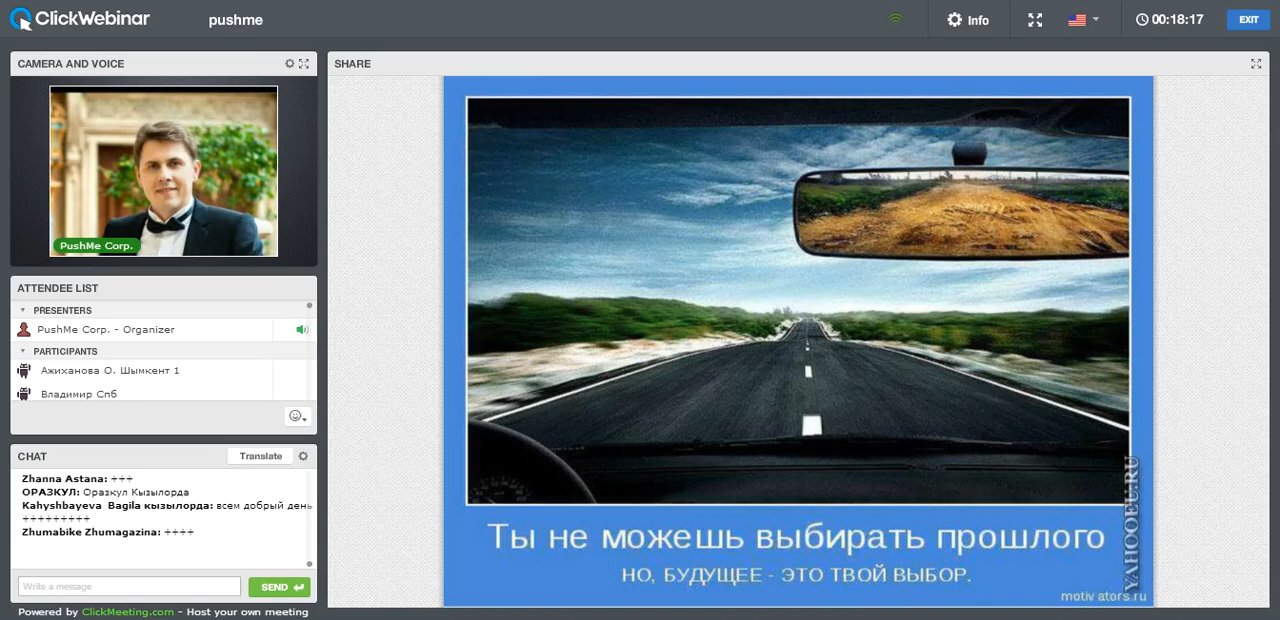 ClickWebinar
pushme
Info
00:18:17
EXIT
CAMERA AND VOICE
PushMe Corp.
ATTENDEE LIST
PRESENTERS
PushMe Corp. - Organizer
PARTICIPANTS
Ажиханова О. Шымкент 1
Владимир Спб
CHAT
Translate
Zhanna Astana: +++
ОРАЗКУЛ: Оразкул Кызылорда
Kahyshbayeva Bagila кызылорда: всем добрый день
+++++++++
Zhumabike Zhumagazina: ++++
Write a message
SEND
Powered by ClickMeeting.com - Host your own meeting
SHARE
Ты не можешь выбирать прошлого
НО, БУДУЩЕЕ - ЭТО ТВОЙ ВЫБОР.
YAHOOEU.RU
motivators.ru